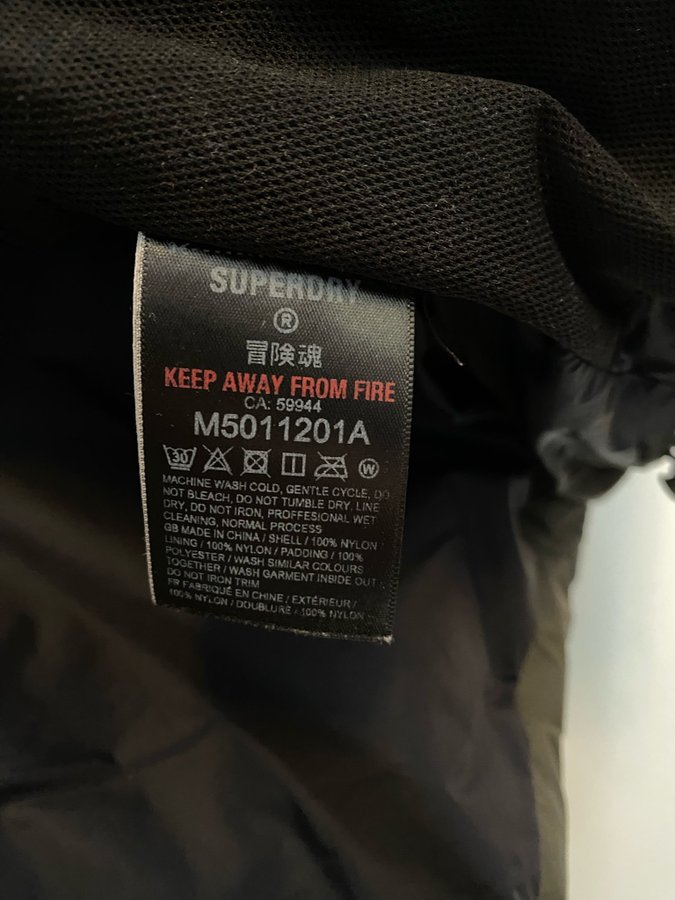 SUPERDRY
®
冒険魂
KEEP AWAY FROM FIRE
CA: 59944
M5011201A
30 W
MACHINE WASH COLD, GENTLE CYCLE, DO
NOT BLEACH, DO NOT TUMBLE DRY, LINE
DRY, DO NOT IRON, PROFFESIONAL WET
CLEANING, NORMAL PROCESS
GB MADE IN CHINA / SHELL / 100% NYLON
LINING / 100% NYLON / PADDING / 100%
POLYESTER / WASH SIMILAR COLOURS
TOGETHER / WASH GARMENT INSIDE OUT
DO NOT IRON TRIM
FR FABRIQUÉ EN CHINE / EXTÉRIEUR /
100% NYLON / DOUBLURE / 100% NYLON